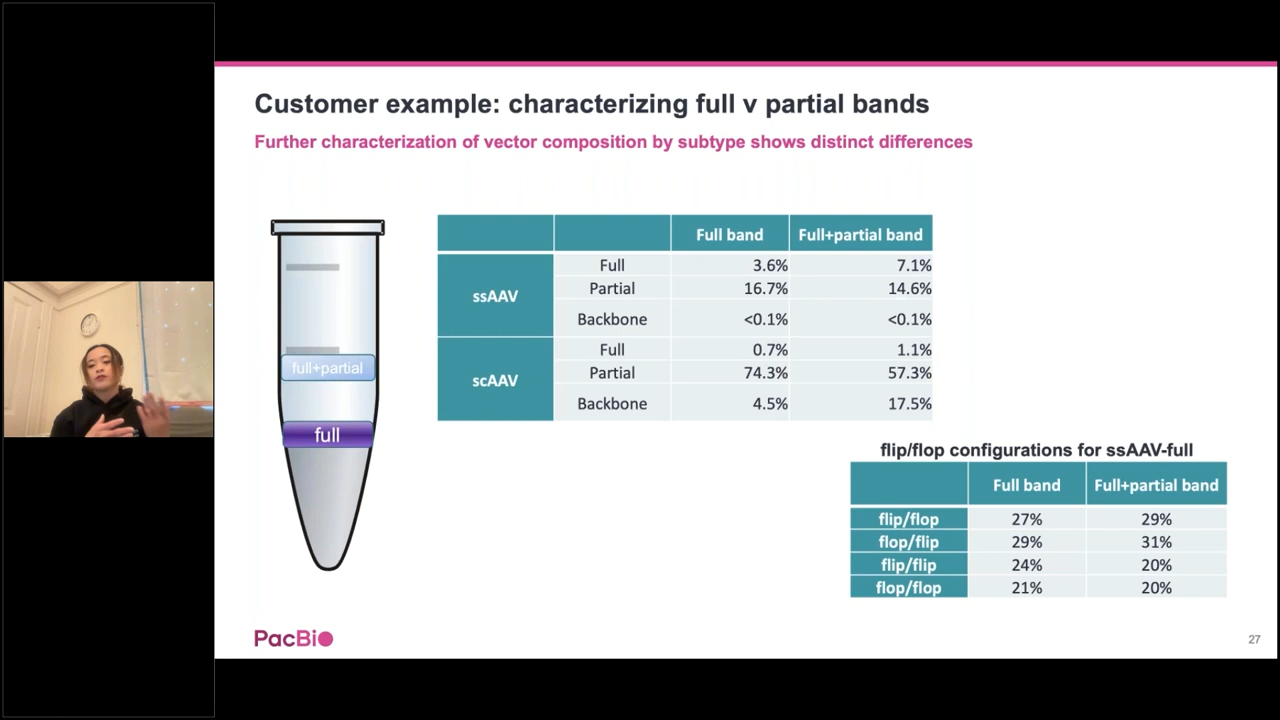 Customer example: characterizing full v partial bands
Further characterization of vector composition by subtype shows distinct differences
full+partial
full
Full band Full+partial band
ssAAV
Full 3.6% 7.1%
Partial 16.7% 14.6%
Backbone <0.1% <0.1%
scAAV
Full 0.7% 1.1%
Partial 74.3% 57.3%
Backbone 4.5% 17.5%
flip/flop configurations for ssAAV-full
Full band Full+partial band
flip/flop 27% 29%
flop/flip 29% 31%
flip/flip 24% 20%
flop/flop 21% 20%
PacBio
27